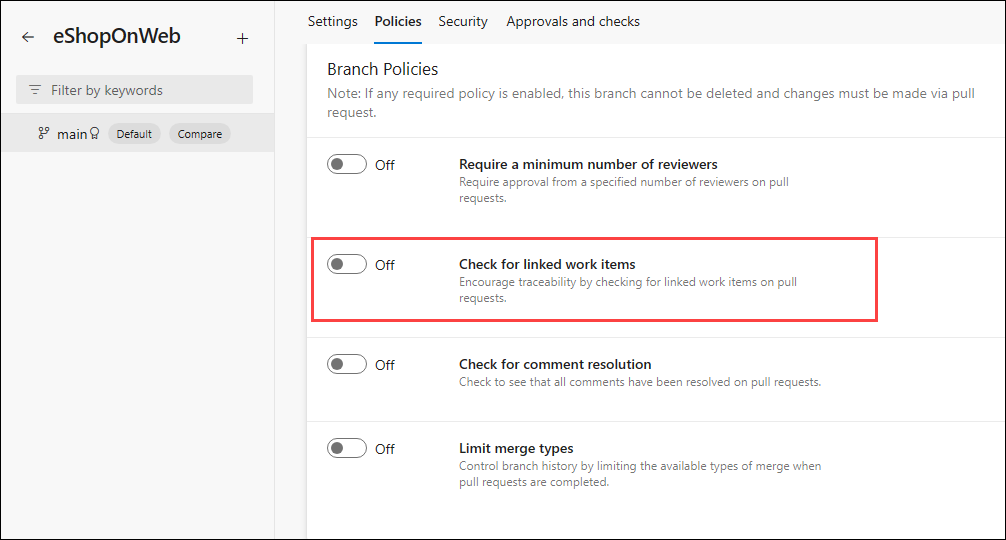 eShopOnWeb
Filter by keywords
main Default Compare
Settings Policies Security Approvals and checks
Branch Policies
Note: If any required policy is enabled, this branch cannot be deleted and changes must be made via pull
request.
Off Require a minimum number of reviewers
Require approval from a specified number of reviewers on pull
requests.
Off Check for linked work items
Encourage traceability by checking for linked work items on pull
requests.
Off Check for comment resolution
Check to see that all comments have been resolved on pull requests.
Off Limit merge types
Control branch history by limiting the available types of merge when
pull requests are completed.